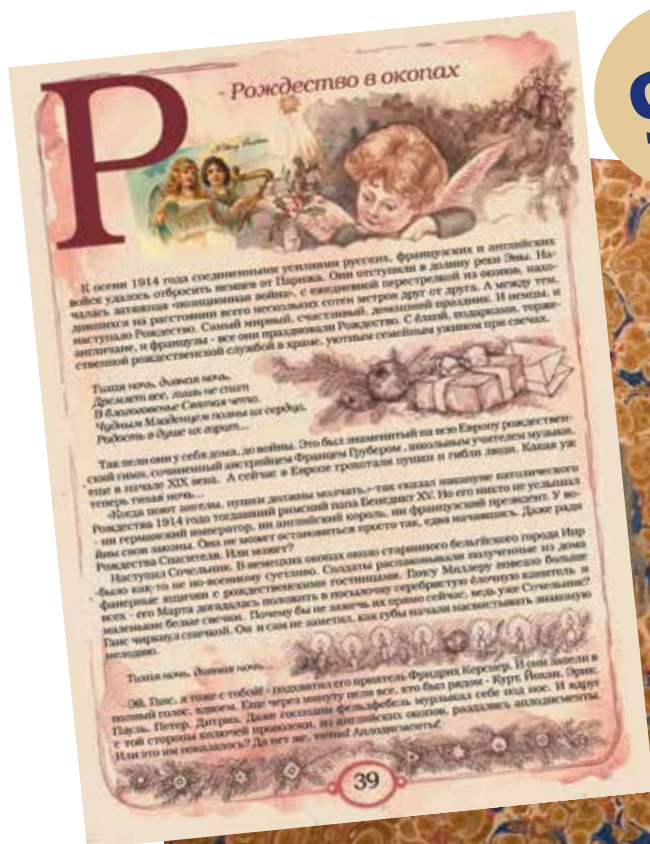 Р
- Рождество в окопах
К осени 1914 года соединенными усилиями русских, французских и английских
войск удалось отбросить немцев от Парижа. Они отступили в долину реки Эны. На-
чалась затяжная «позиционная война», с ежедневной перестрелкой из окопов, нахо-
дившихся на расстоянии всего нескольких сотен метров друг от друга. А между тем,
наступало Рождество. Самый мирный, счастливый, домашний праздник. И немцы, и
англичане, и французы - все они праздновали Рождество. С ёлкой, подарками, торже-
ственной рождественской службой в храме, уютным семейным ужином при свечах.
Тихая ночь, дивная ночь,
Дремлет все, лишь не спит
В благоговенье Святая чета.
Чудным Младенцем полны их сердца,
Радость в душе их горит...
Так пели они у себя дома, до войны. Это был знаменитый на всю Европу рождествен-
ский гимн, сочиненный австрийцем Францем Грубером, школьным учителем музыки,
еще в начале XIX века. А сейчас в Европе грохотали пушки и гибли люди. Какая уж
теперь тихая ночь...
«Когда поют ангелы, пушки должны молчать,»-так сказал накануне католического
Рождества 1914 года тогдашний римский папа Бенедикт XV. Но его никто не услышал
- ни германский император, ни английский король, ни французский президент. У во-
йны свои законы. Она не может остановиться просто так, едва начавшись. Даже ради
Рождества Спасителя. Или может?
Наступил Сочельник. В немецких окопах около старинного бельгийского города Ипр
было как-то не по-военному суетливо. Солдаты распаковывали полученные из дома
фанерные ящички с рождественскими гостинцами. Гансу Миллеру повезло больше
всех - его Марта догадалась положить в посылочку серебристую ёлочную канитель и
маленькие белые свечки. Почему бы не зажечь их прямо сейчас, ведь уже Сочельник?
Ганс чиркнул спичкой. Он и сам не заметил, как губы начали насвистывать знакомую
мелодию.
Тихая ночь, дивная ночь...
-Эй, Ганс, а я тоже с тобой! - подхватил его приятель Фридрих Керспер. И они запели в
полный голос, вдвоем. Еще через минуту пели все, кто был рядом - Курт, Йохан, Эрик,
Пауль, Петер, Дитрих. Даже господин фельдфебель мурлыкал себе под нос. И вдруг
с той стороны колючей проволоки, из английских окопов, раздались аплодисменты.
Или это им показалось? Да нет же, точно! Аплодисменты!
39